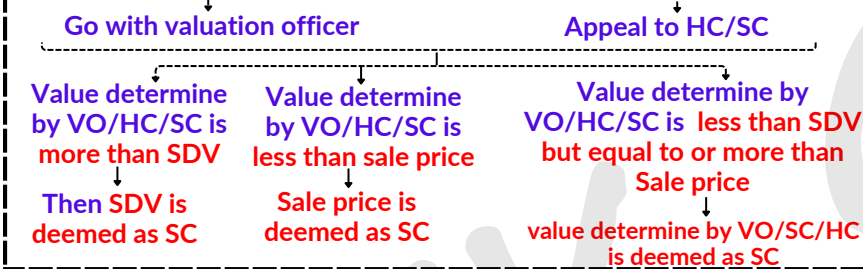 Go with valuation officer
Appeal to HC/SC
Value determine
by VO/HC/SC is
more than SDV
Then SDV is
deemed as SC
Value determine
by VO/HC/SC is
less than sale price
Sale price is
deemed as SC
Value determine by
VO/HC/SC is less than SDV
but equal to or more than
Sale price
value determine by VO/SC/HC
is deemed as SC